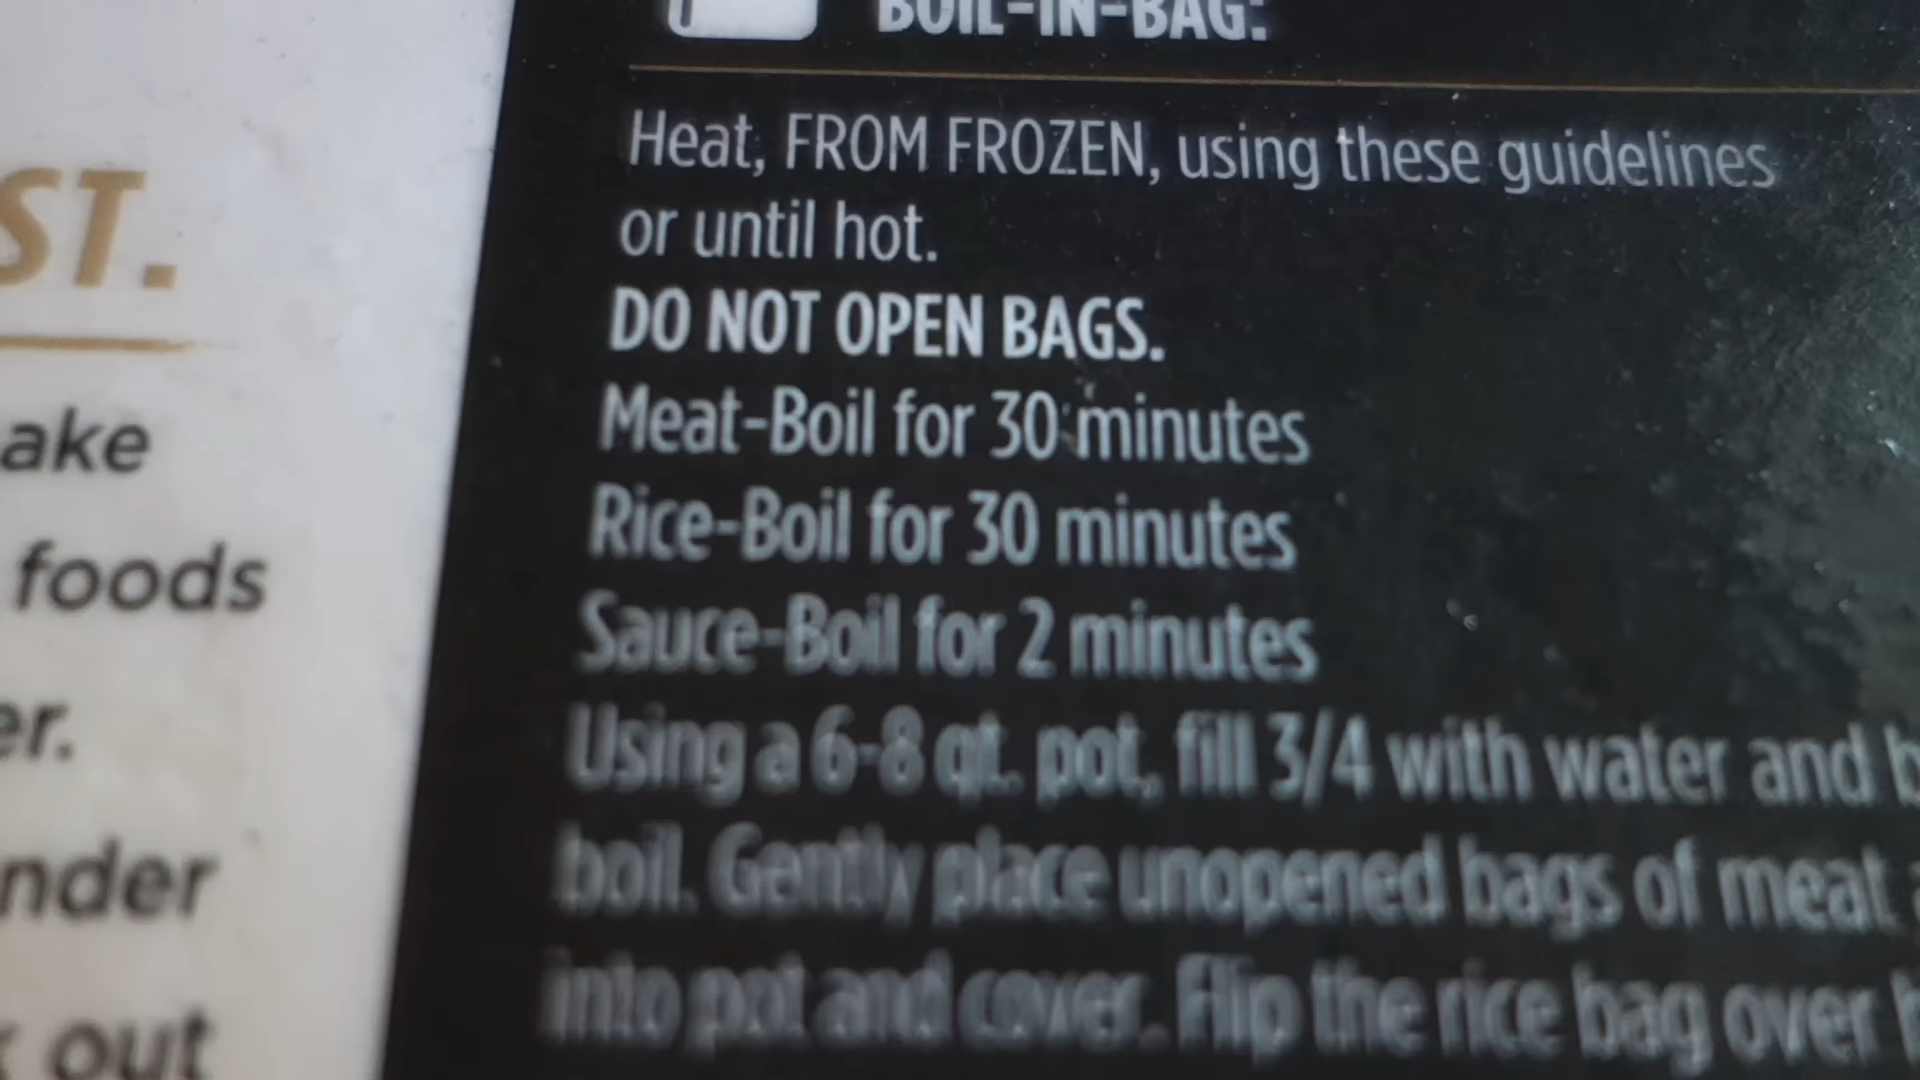 BOIL-IN-BAG:
Heat, FROM FROZEN, using these guidelines
or until hot.
DO NOT OPEN BAGS.
Meat-Boil for 30 minutes
Rice-Boil for 30 minutes
Sauce-Boil for 2 minutes
Using a 6-8 qt. pot, fill 3/4 with water and b
boil. Gently place unopened bags of meat
into pot and cover. Flip the rice bag over
ST.
ake
foods
er.
nder
out